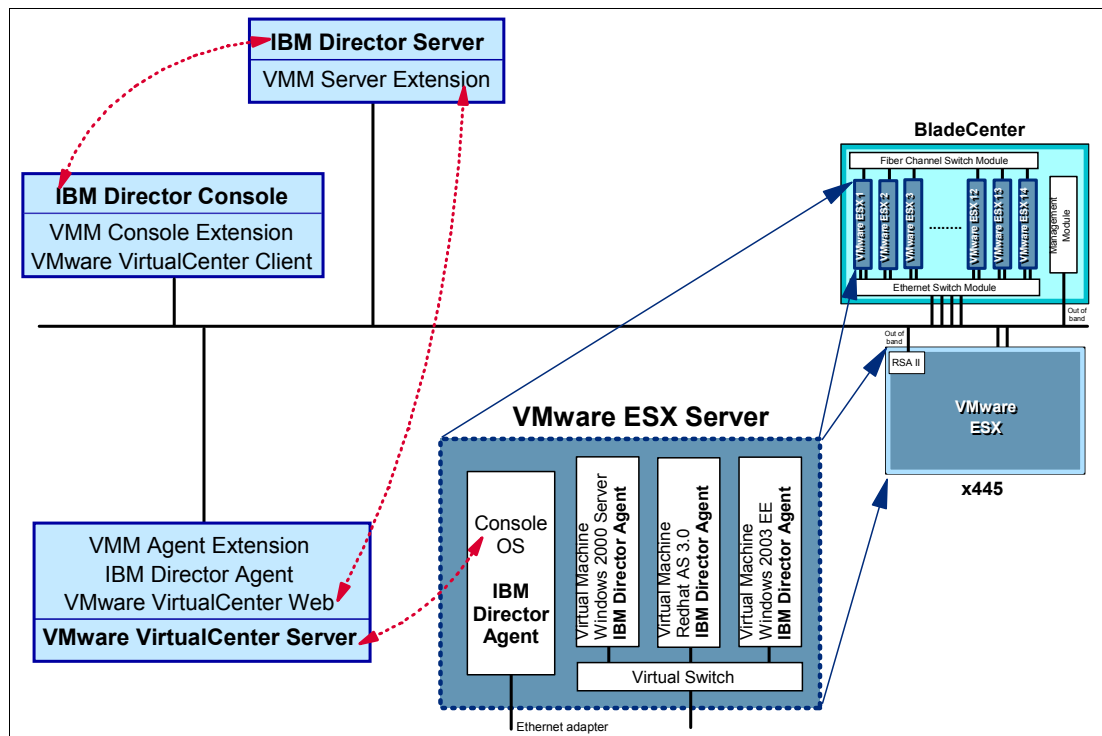 IBM Director Server
VMM Server Extension
IBM Director Console
VMM Console Extension
VMware VirtualCenter Client
BladeCenter
Fiber Channel Switch Module
VMware ESX 1
VMware ESX 2
VMware ESX 3
........
VMware ESX 12
VMware ESX 13
VMware ESX 14
Management
Module
Ethernet Switch Module
Out of
band
Out of
band
RSA II
VMware
ESX
x445
VMware ESX Server
Console
OS
IBM
Director
Agent
Virtual Machine
Windows 2000 Server
IBM Director Agent
Virtual Machine
Redhat AS 3.0
IBM Director Agent
Virtual Machine
Windows 2003 EE
IBM Director Agent
Virtual Switch
Ethernet adapter
VMM Agent Extension
IBM Director Agent
VMware VirtualCenter Web
VMware VirtualCenter Server